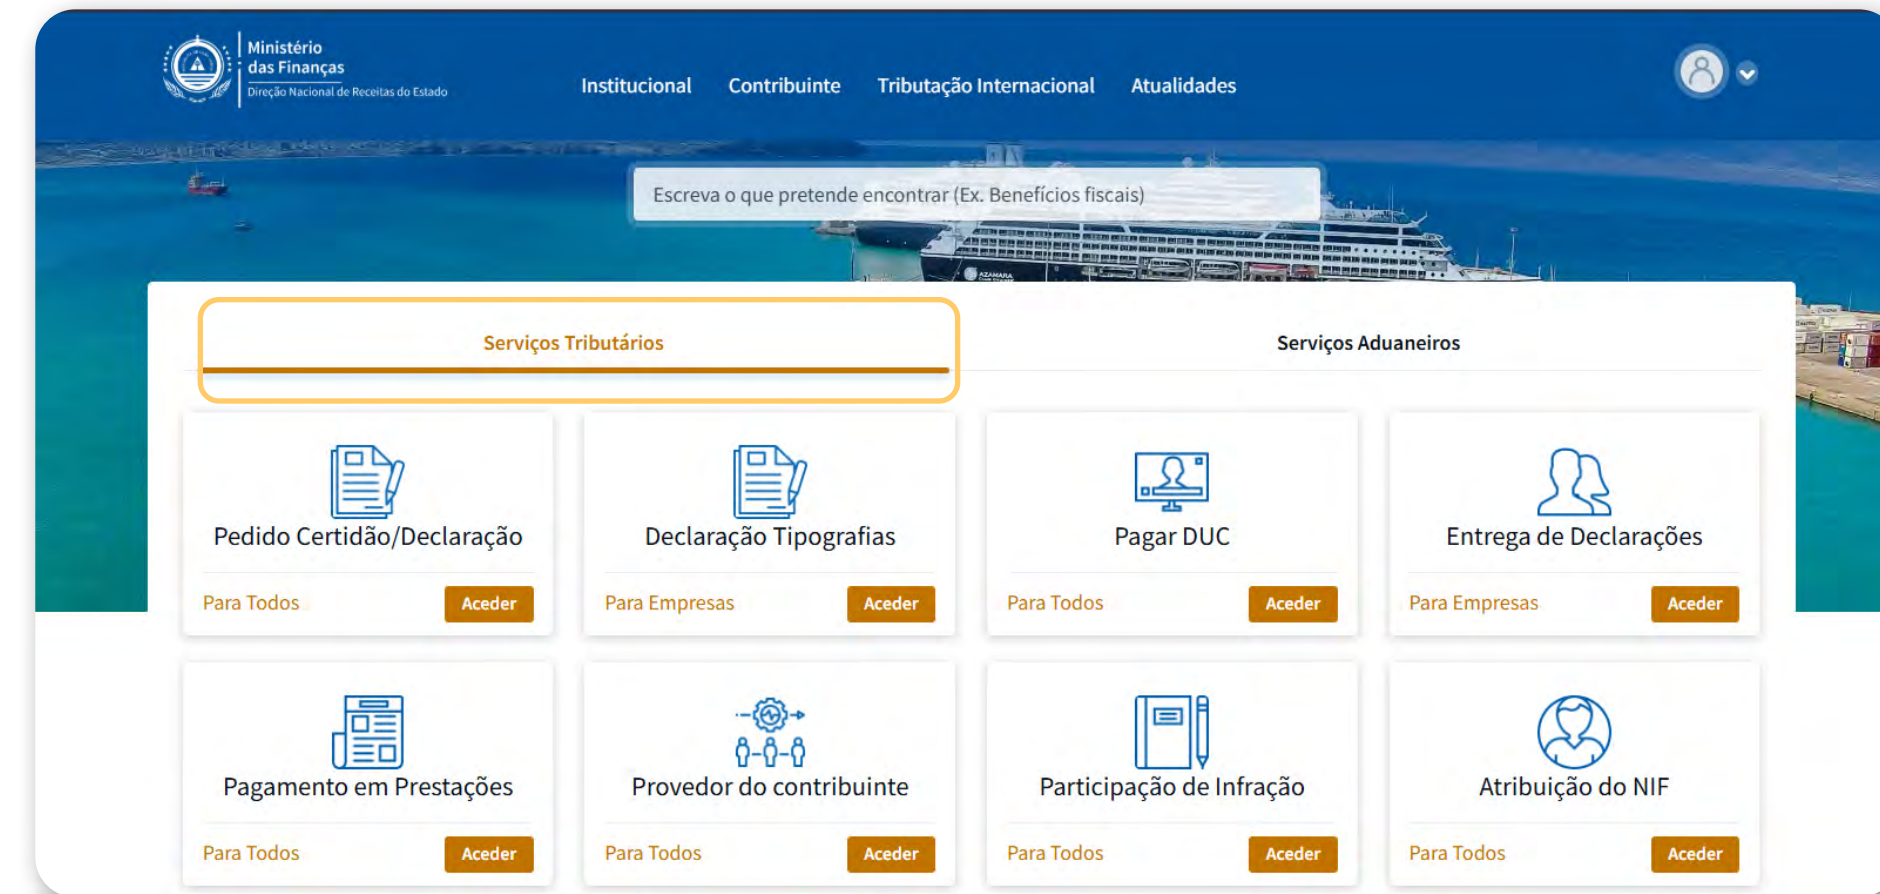 Ministério
das Finanças
Direção Nacional de Receitas do Estado
Institucional Contribuinte Tributação Internacional Atualidades
Escreva o que pretende encontrar (Ex. Benefícios fiscais)
AZAMARA
Serviços Tributários Serviços Aduaneiros
Pedido Certidão/Declaração Declaração Tipografias Pagar DUC Entrega de Declarações
Para Todos Aceder Para Empresas Aceder Para Todos Aceder Para Empresas Aceder
Pagamento em Prestações Provedor do contribuinte Participação de Infração Atribuição do NIF
Para Todos Aceder Para Todos Aceder Para Todos Aceder Para Todos Aceder